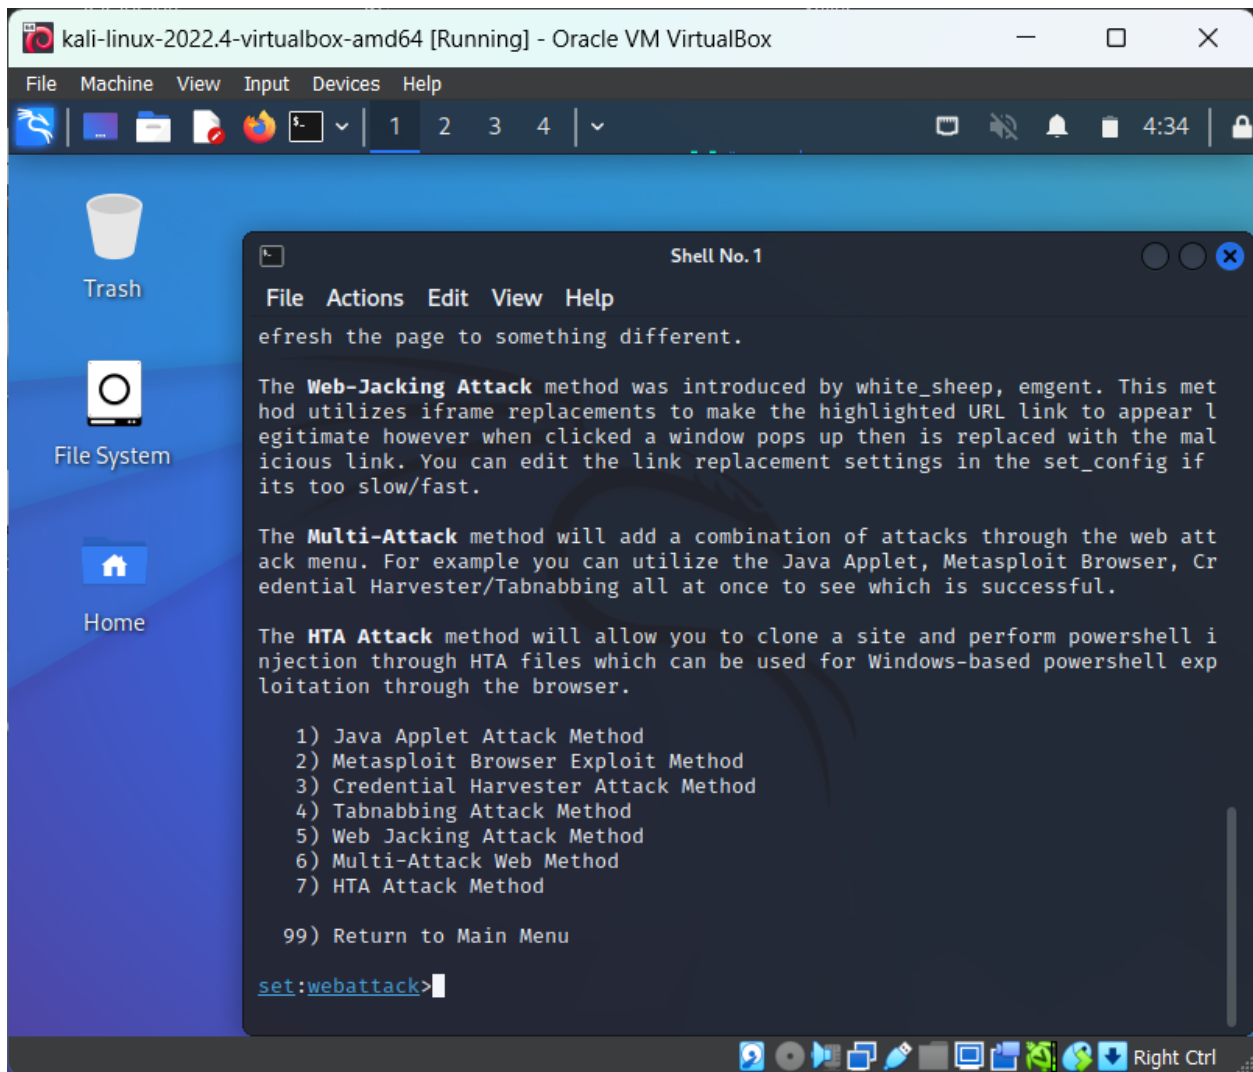 kali-linux-2022.4-virtualbox-amd64 [Running] - Oracle VM VirtualBox
File Machine View Input Devices Help
1 2 3 4 4:34
Trash
File System
Home
Shell No. 1
File Actions Edit View Help
efresh the page to something different.
The Web-Jacking Attack method was introduced by white_sheep, emgent. This met
hod utilizes iframe replacements to make the highlighted URL link to appear l
egitimate however when clicked a window pops up then is replaced with the mal
icious link. You can edit the link replacement settings in the set_config if
its too slow/fast.
The Multi-Attack method will add a combination of attacks through the web att
ack menu. For example you can utilize the Java Applet, Metasploit Browser, Cr
edential Harvester/Tabnabbing all at once to see which is successful.
The HTA Attack method will allow you to clone a site and perform powershell i
njection through HTA files which can be used for Windows-based powershell exp
loitation through the browser.
1) Java Applet Attack Method
2) Metasploit Browser Exploit Method
3) Credential Harvester Attack Method
4) Tabnabbing Attack Method
5) Web Jacking Attack Method
6) Multi-Attack Web Method
7) HTA Attack Method
99) Return to Main Menu
set:webattack>
Right Ctrl